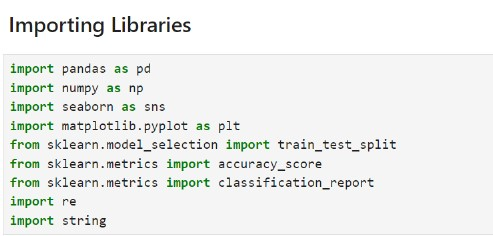 Importing Libraries
import pandas as pd
import numpy as np
import seaborn as sns
import matplotlib.pyplot as plt
from sklearn.model_selection import train_test_split
from sklearn.metrics import accuracy_score
from sklearn.metrics import classification_report
import re
import string